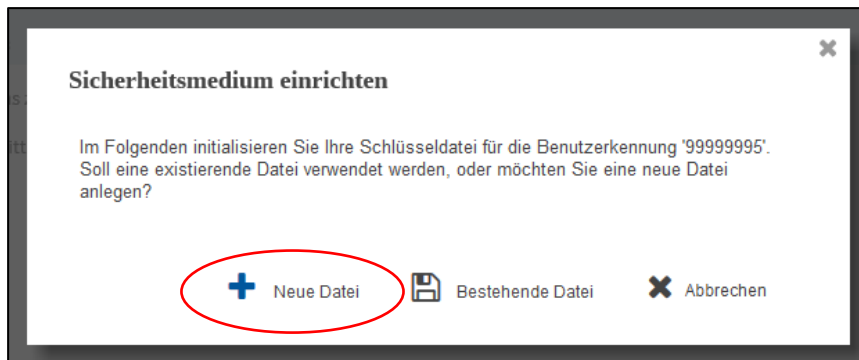 Sicherheitsmedium einrichten
Im Folgenden initialisieren Sie Ihre Schlüsseldatei für die Benutzerkennung '99999995'.
Soll eine existierende Datei verwendet werden, oder möchten Sie eine neue Datei
anlegen?
Neue Datei Bestehende Datei Abbrechen